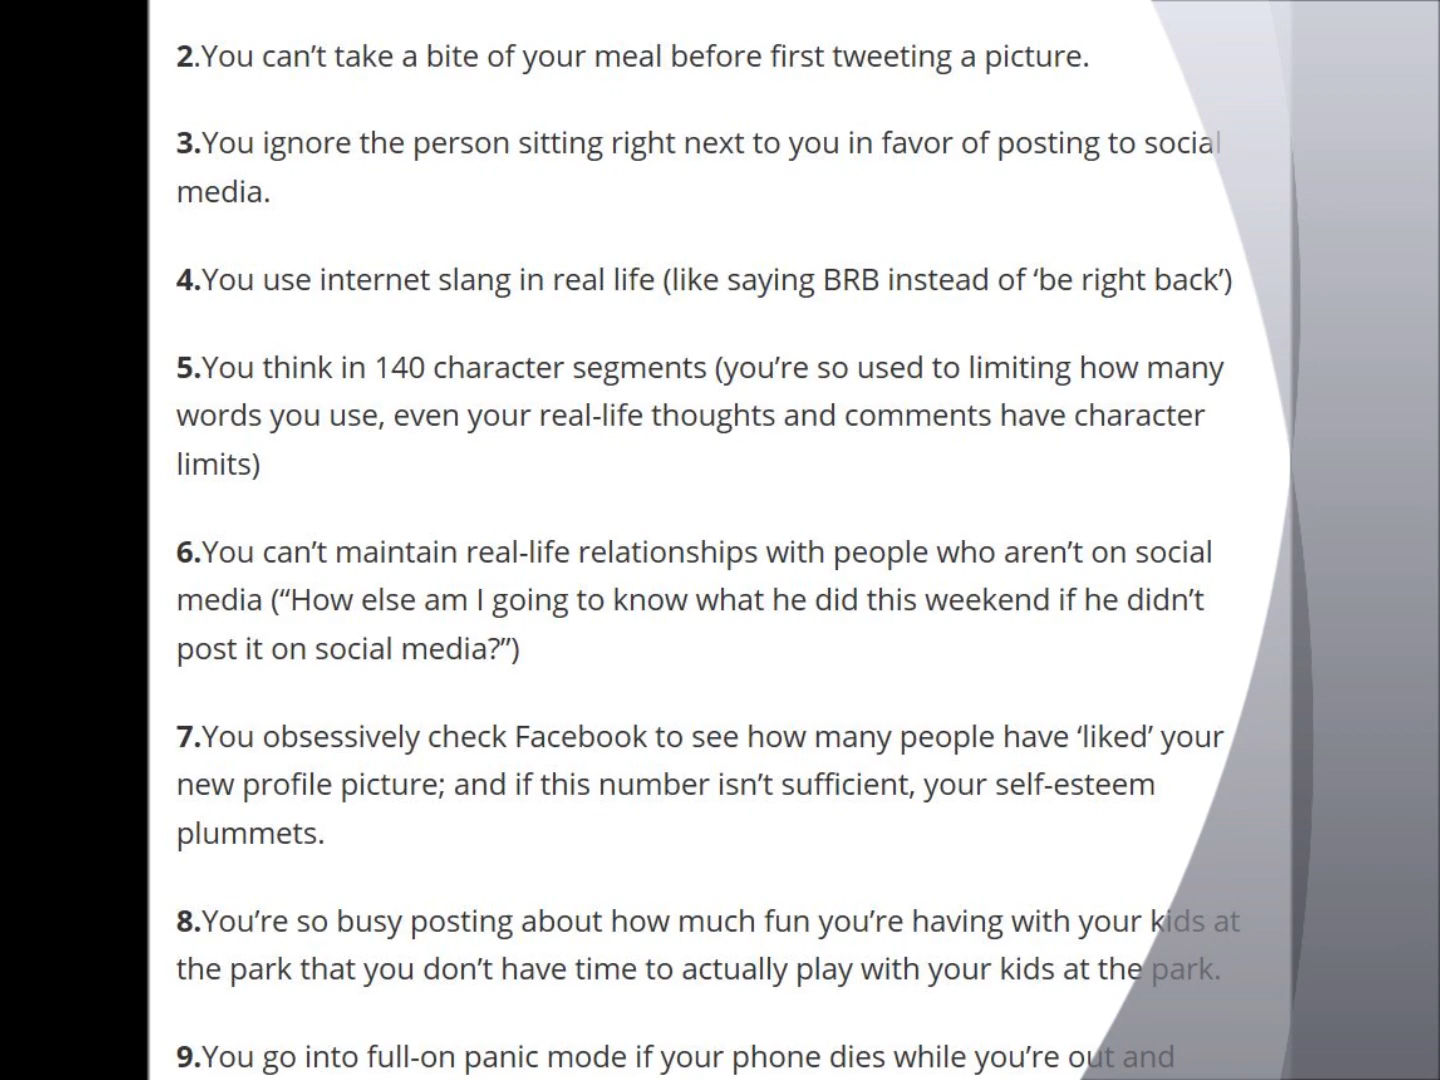 2.You can’t take a bite of your meal before first tweeting a picture.
3.You ignore the person sitting right next to you in favor of posting to social
media.
4.You use internet slang in real life (like saying BRB instead of ‘be right back’)
5.You think in 140 character segments (you’re so used to limiting how many
words you use, even your real-life thoughts and comments have character
limits)
6.You can’t maintain real-life relationships with people who aren’t on social
media (“How else am I going to know what he did this weekend if he didn’t
post it on social media?”)
7.You obsessively check Facebook to see how many people have ‘liked’ your
new profile picture; and if this number isn’t sufficient, your self-esteem
plummets.
8.You’re so busy posting about how much fun you’re having with your kids at
the park that you don’t have time to actually play with your kids at the park.
9.You go into full-on panic mode if your phone dies while you’re out and